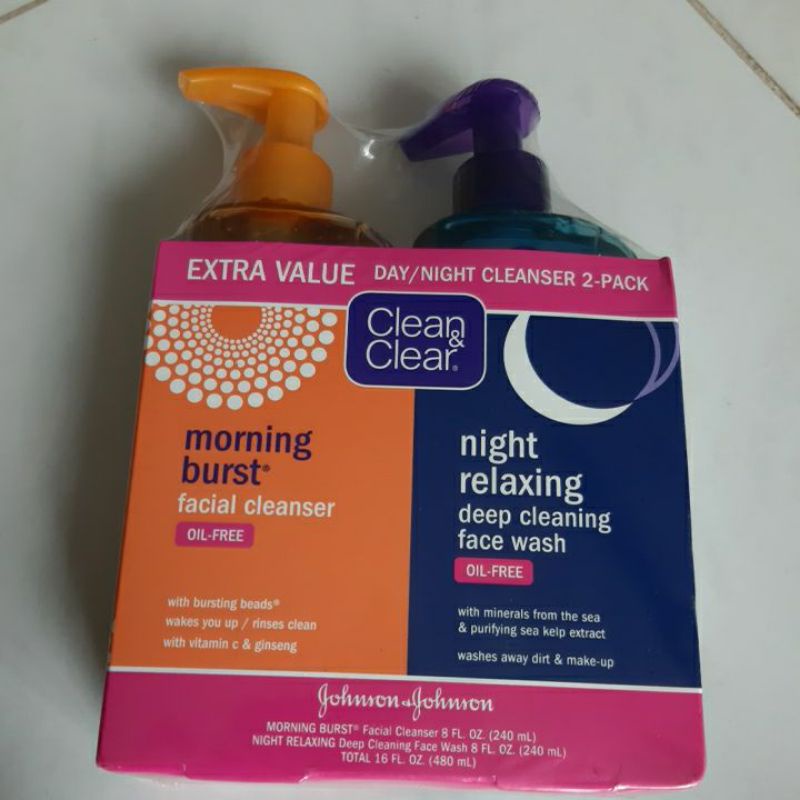 EXTRA VALUE DAY/NIGHT CLEANSER 2-PACK
Clean
&
Clear®
morning
burst®
facial cleanser
OIL-FREE
with bursting beads®
wakes you up / rinses clean
with vitamin c & ginseng
night
relaxing
deep cleaning
face wash
OIL-FREE
with minerals from the sea
& purifying sea kelp extract
washes away dirt & make-up
Johnson & Johnson
MORNING BURST® Facial Cleanser 8 FL. OZ. (240 mL)
NIGHT RELAXING Deep Cleaning Face Wash 8 FL. OZ. (240 mL)
TOTAL 16 FL. OZ. (480 mL)